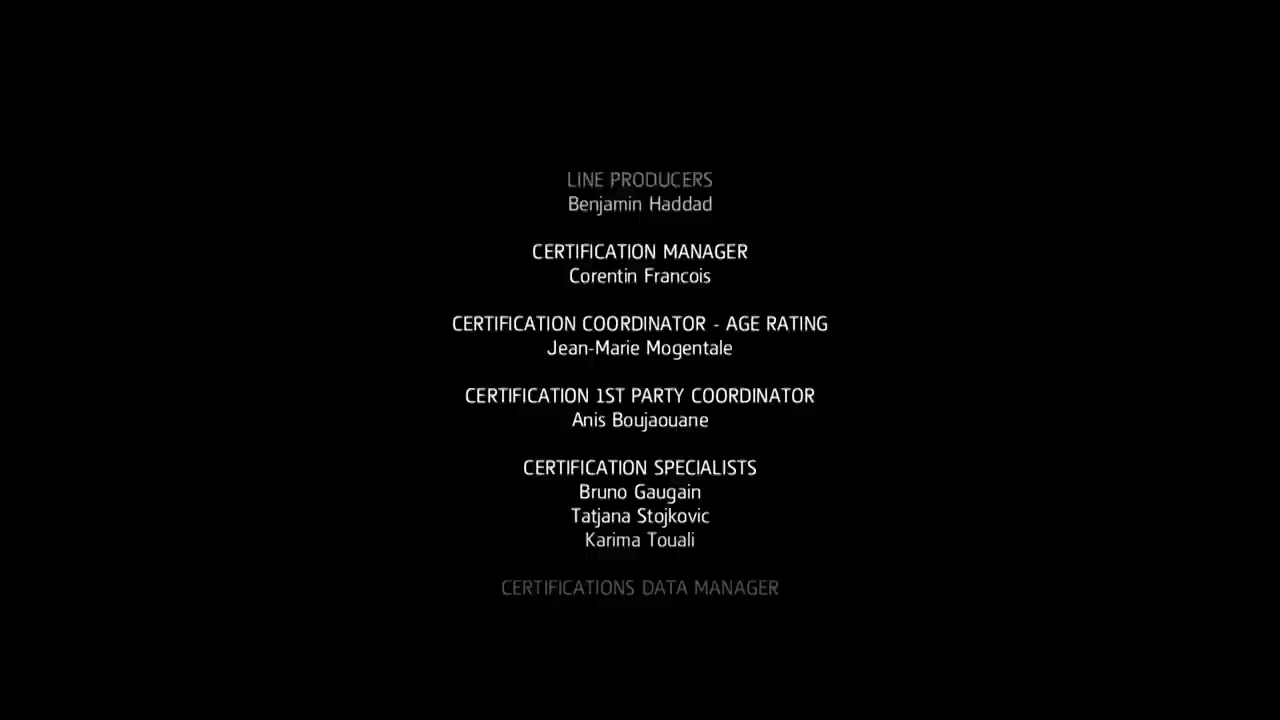 LINE PRODUCERS
Benjamin Haddad
CERTIFICATION MANAGER
Corentin Francois
CERTIFICATION COORDINATOR - AGE RATING
Jean-Marie Mogentale
CERTIFICATION 1ST PARTY COORDINATOR
Anis Boujaouane
CERTIFICATION SPECIALISTS
Bruno Gaugain
Tatjana Stojkovic
Karima Touali
CERTIFICATIONS DATA MANAGER